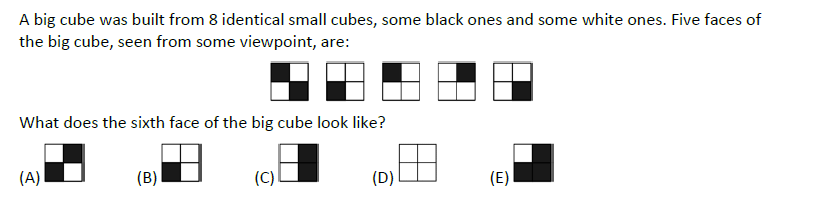 A big cube was built from 8 identical small cubes, some black ones and some white ones. Five faces of
the big cube, seen from some viewpoint, are:
What does the sixth face of the big cube look like?
(A) (B) (C) (D) (E)